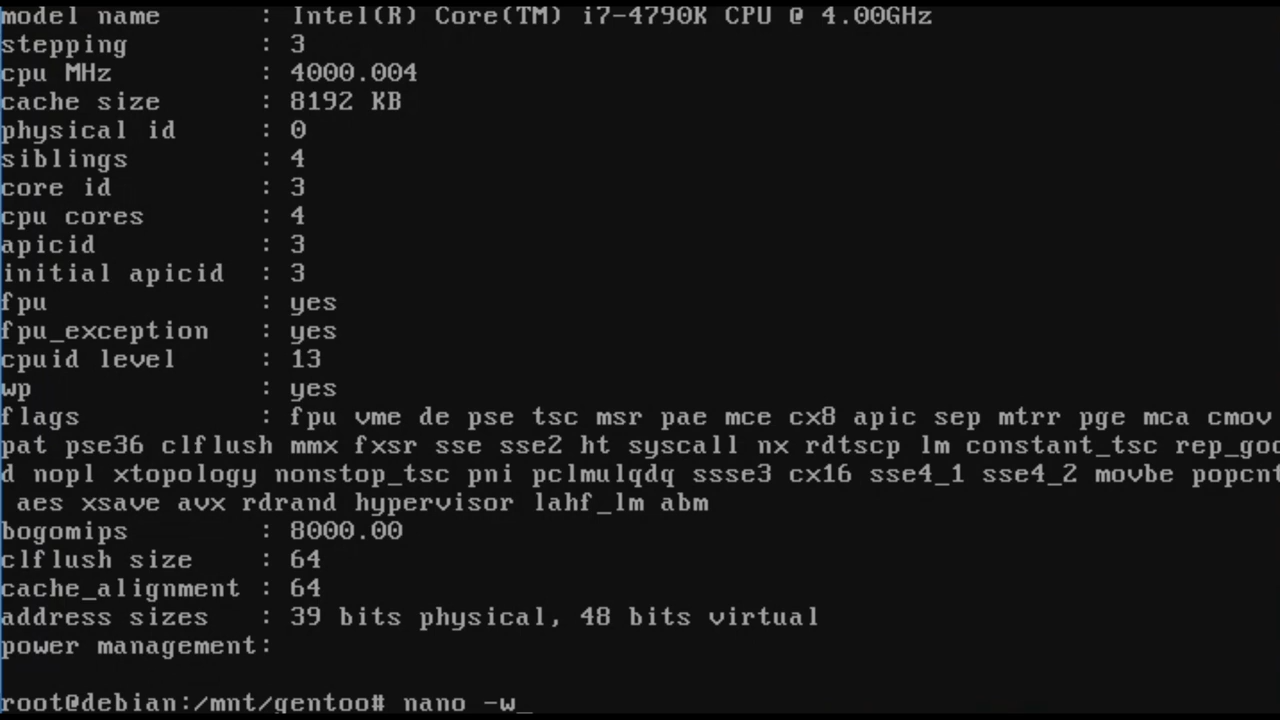 model name : Intel(R) Core(TM) i7-4790K CPU @ 4.00GHz
stepping : 3
cpu MHz : 4000.004
cache size : 8192 KB
physical id : 0
siblings : 4
core id : 3
cpu cores : 4
apicid : 3
initial apicid : 3
fpu : yes
fpu_exception : yes
cpuid level : 13
wp : yes
flags : fpu vme de pse tsc msr pae mce cx8 apic sep mtrr pge mca cmov
pat pse36 clflush mmx fxsr sse sse2 ht syscall nx rdtscp lm constant_tsc rep_goo
d nopl xtopology nonstop_tsc pni pclmulqdq ssse3 cx16 sse4_1 sse4_2 movbe popcnt
aes xsave avx rdrand hypervisor lahf_lm abm
bogomips : 8000.00
clflush size : 64
cache_alignment : 64
address sizes : 39 bits physical, 48 bits virtual
power management:
root@debian:/mnt/gentoo# nano -w_